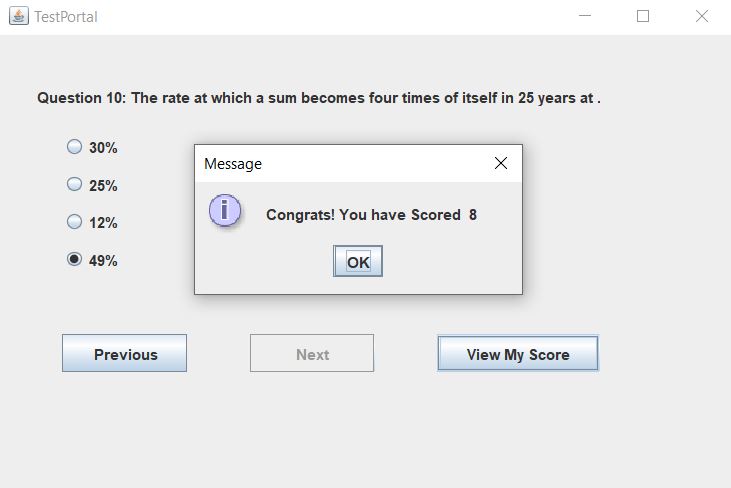 TestPortal
Question 10: The rate at which a sum becomes four times of itself in 25 years at .
30%
25%
12%
49%
Message
i
Congrats! You have Scored 8
OK
Previous
Next
View My Score